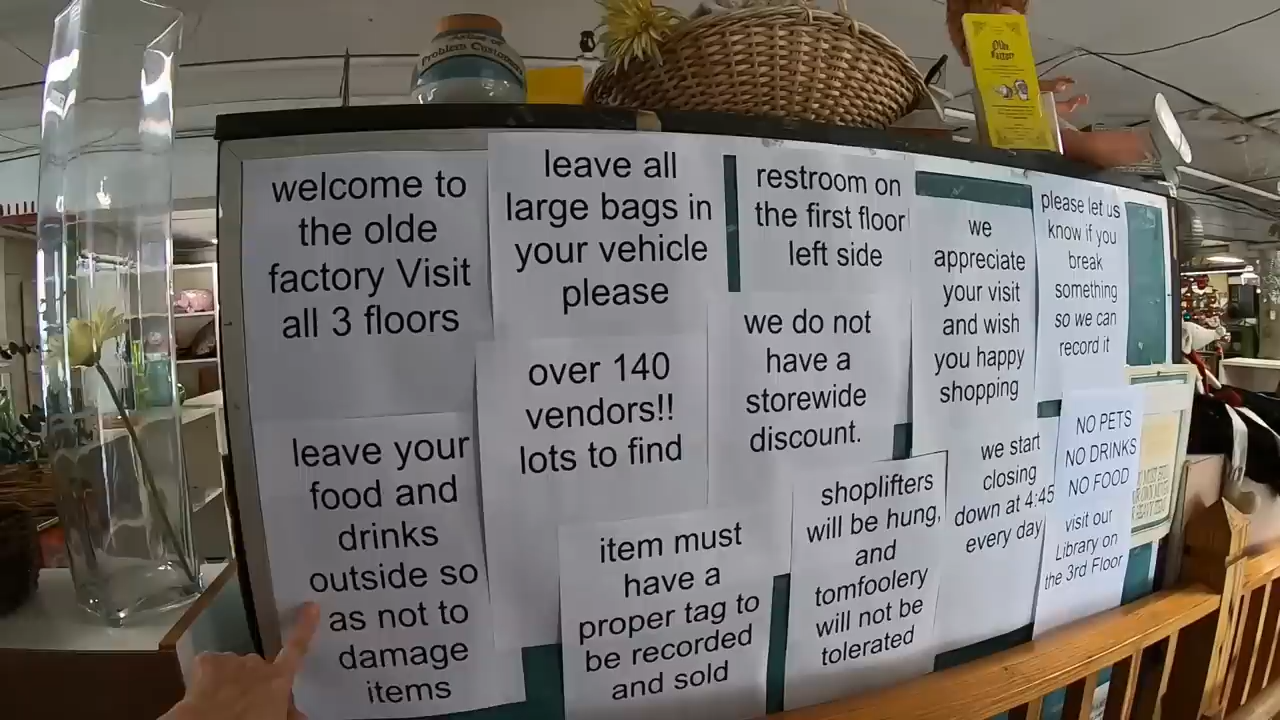 Problem Customers
Olde
Factory
welcome to
the olde
factory Visit
all 3 floors
leave all
large bags in
your vehicle
please
restroom on
the first floor
left side
we
appreciate
your visit
and wish
you happy
shopping
please let us
know if you
break
something
so we can
record it
over 140
vendors!!
lots to find
we do not
have a
storewide
discount.
leave your
food and
drinks
outside so
as not to
damage
items
item must
have a
proper tag to
be recorded
and sold
shoplifters
will be hung,
and
tomfoolery
will not be
tolerated
we start
closing
down at 4:45
every day
NO PETS
NO DRINKS
NO FOOD
visit our
Library on
the 3rd Floor